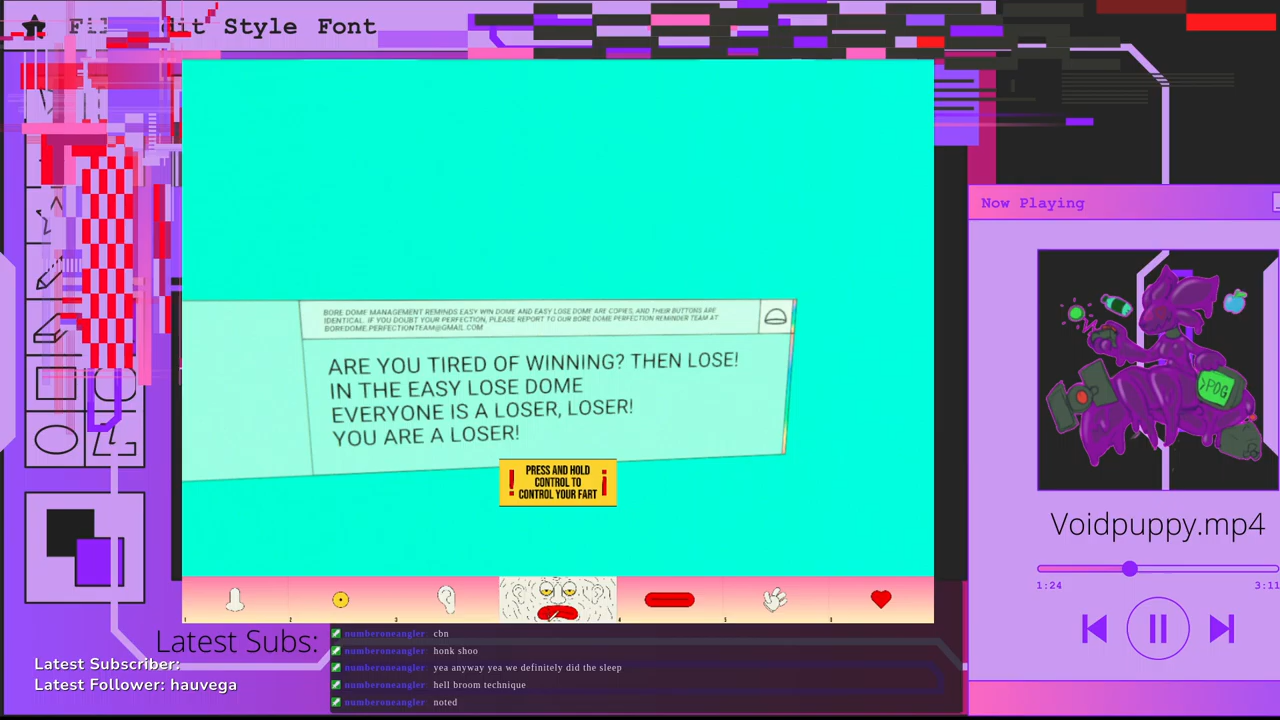 Style Font
Now Playing
BORE DOME MANAGEMENT REMINDS EASY WIN DOME AND EASY LOSE DOME ARE COPIES, AND THEIR BUTTONS ARE
IDENTICAL. IF YOU DOUBT YOUR PERFECTION, PLEASE REPORT TO OUR BORE DOME PERFECTION REMINDER TEAM AT
BOREDOME.PERFECTIONTEAM@GMAIL.COM
ARE YOU TIRED OF WINNING? THEN LOSE!
IN THE EASY LOSE DOME
EVERYONE IS A LOSER, LOSER!
YOU ARE A LOSER!
! PRESS AND HOLD
CONTROL TO
CONTROL YOUR FART ¡
>POG
Voidpuppy.mp4
1:24
3:11
Latest Subs:
Latest Subscriber:
Latest Follower: hauvega
numberoneangler cbn
numberoneangler honk shoo
numberoneangler yea anyway yea we definitely did the sleep
numberoneangler hell broom technique
numberoneangler noted